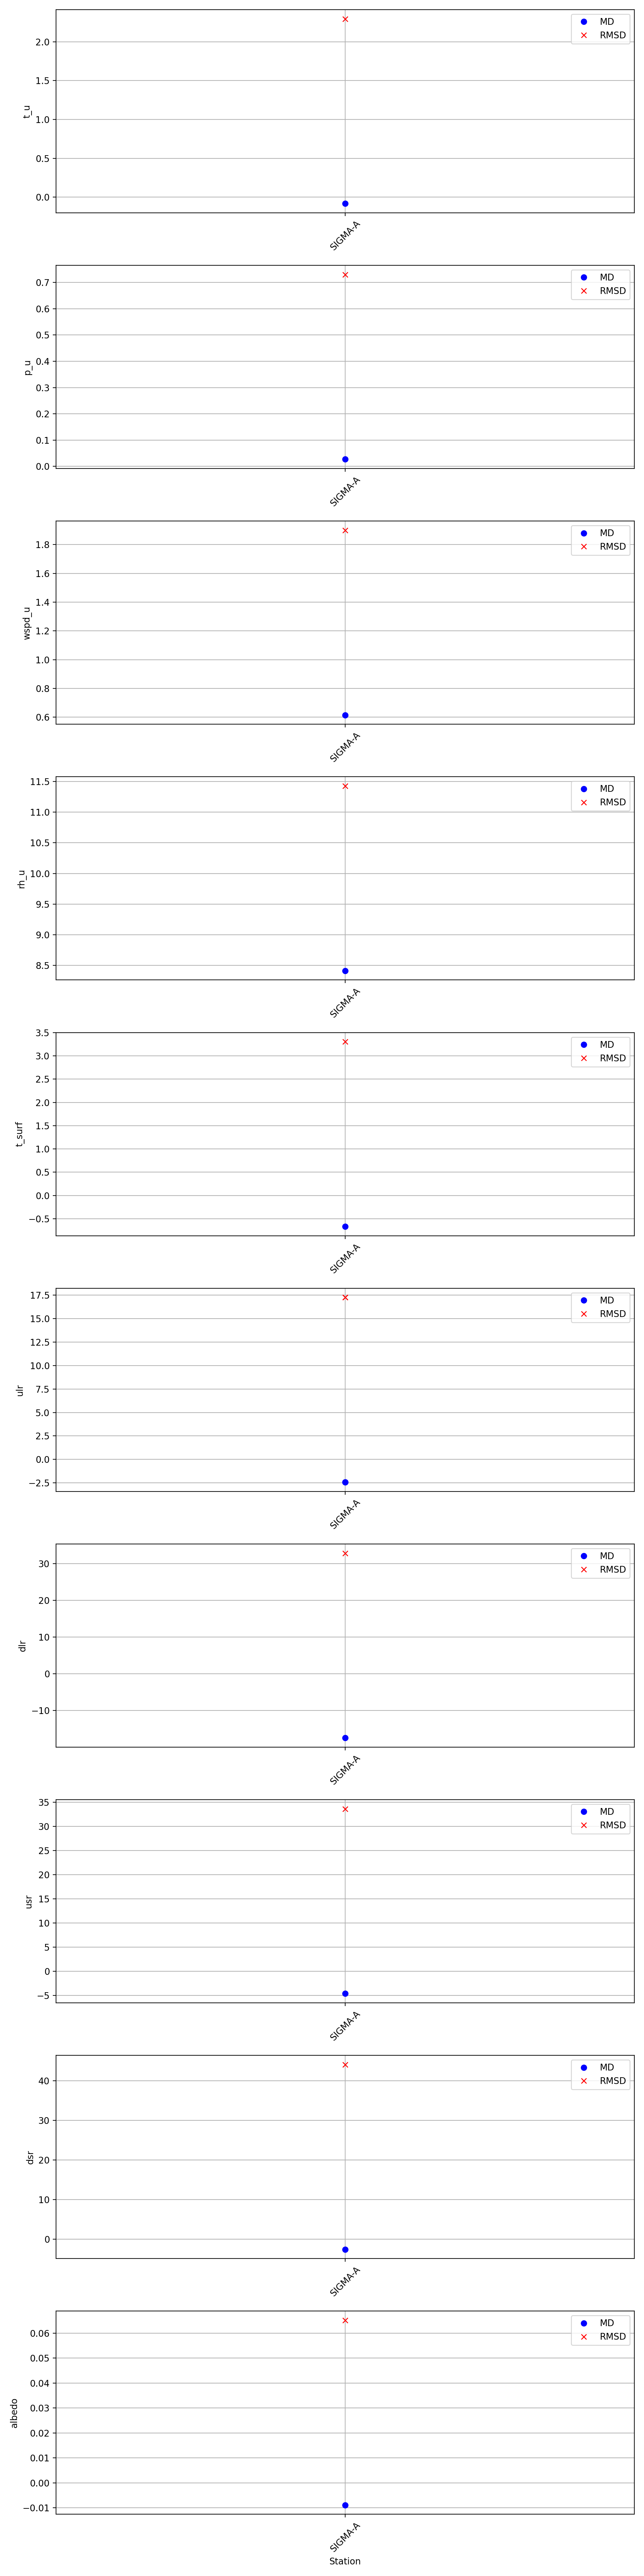 MD
RMSD
2.0
1.5
1.0
0.5
0.0
t_u
SIGMA-A
MD
RMSD
0.7
0.6
0.5
0.4
0.3
0.2
0.1
0.0
p_u
SIGMA-A
MD
RMSD
1.8
1.6
1.4
1.2
1.0
0.8
0.6
wspd_u
SIGMA-A
MD
RMSD
11.5
11.0
10.5
10.0
9.5
9.0
8.5
rh_u
SIGMA-A
MD
RMSD
3.5
3.0
2.5
2.0
1.5
1.0
0.5
0.0
−0.5
t_surf
SIGMA-A
MD
RMSD
17.5
15.0
12.5
10.0
7.5
5.0
2.5
0.0
−2.5
ulr
SIGMA-A
MD
RMSD
30
20
10
0
−10
dlr
SIGMA-A
MD
RMSD
35
30
25
20
15
10
5
0
−5
usr
SIGMA-A
MD
RMSD
40
30
20
10
0
dsr
SIGMA-A
MD
RMSD
0.06
0.05
0.04
0.03
0.02
0.01
0.00
−0.01
albedo
SIGMA-A
Station